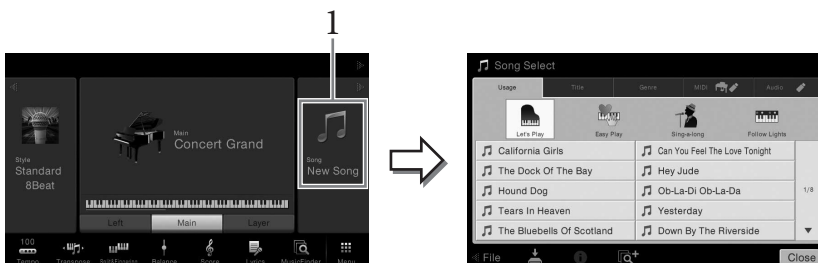 1
Style
Standard
8Beat
Main
Concert Grand
Song
New Song
Left Main Layer
100
Tempo Transpose Split&Fingering Balance Score Lyrics MusicFinder Menu
Song Select
Usage Title Genre MIDI Audio
Let's Play Easy Play Sing-a-long Follow Lights
California Girls Can You Feel The Love Tonight
The Dock Of The Bay Hey Jude
Hound Dog Ob-La-Di Ob-La-Da
Tears In Heaven Yesterday
The Bluebells Of Scotland Down By The Riverside
1/8
File Close